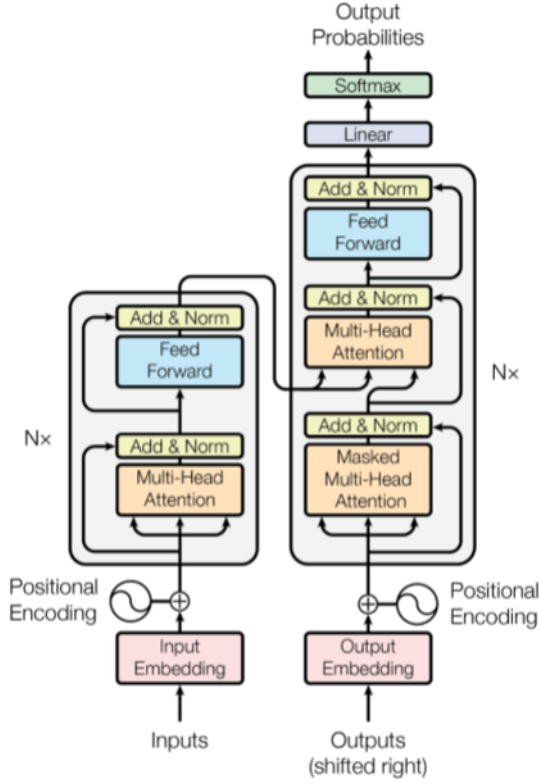 Output
Probabilities
Softmax
Linear
Add & Norm
Feed
Forward
Add & Norm
Multi-Head
Attention
Add & Norm
Masked
Multi-Head
Attention
N×
Add & Norm
Feed
Forward
Add & Norm
Multi-Head
Attention
N×
Positional
Encoding
Positional
Encoding
Input
Embedding
Output
Embedding
Inputs
Outputs
(shifted right)